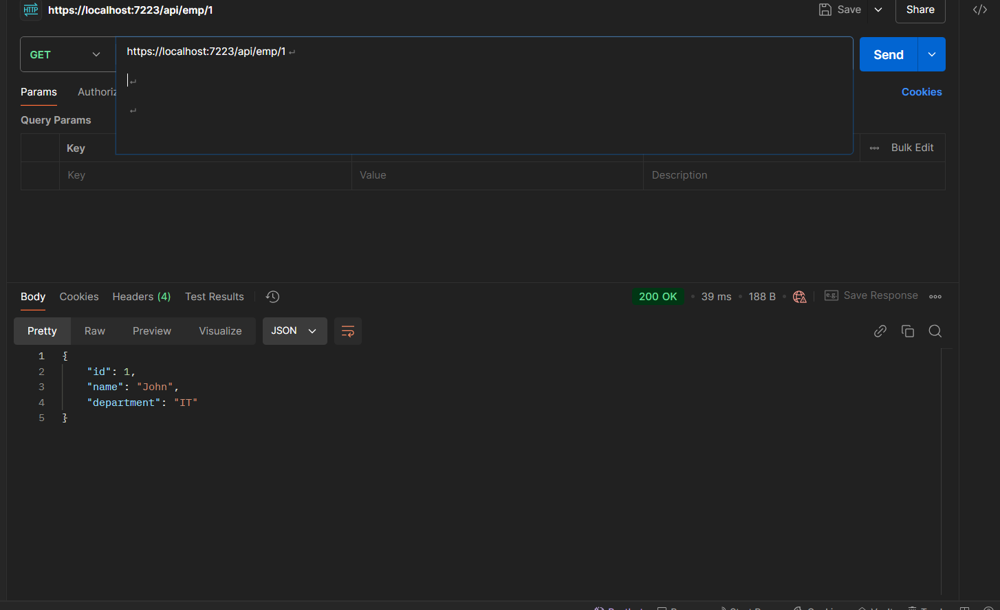 HTTP https://localhost:7223/api/emp/1 Save Share </>
GET https://localhost:7223/api/emp/1 ↵ Send
↵
Params Authoriz Cookies
↵
Query Params
Key Bulk Edit
Key Value Description
Body Cookies Headers (4) Test Results 200 OK • 39 ms • 188 B • e.g. Save Response
Pretty Raw Preview Visualize JSON
1 {
2 "id": 1,
3 "name": "John",
4 "department": "IT"
5 }